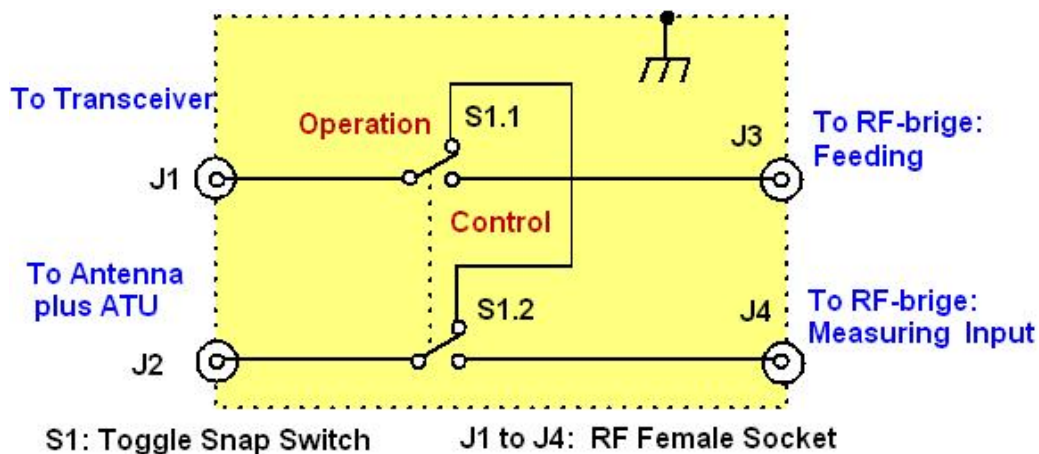 To Transceiver
Operation
S1.1
J3
To RF-brige:
Feeding
J1
Control
To Antenna
plus ATU
S1.2
J4
To RF-brige:
Measuring Input
J2
S1: Toggle Snap Switch
J1 to J4: RF Female Socket